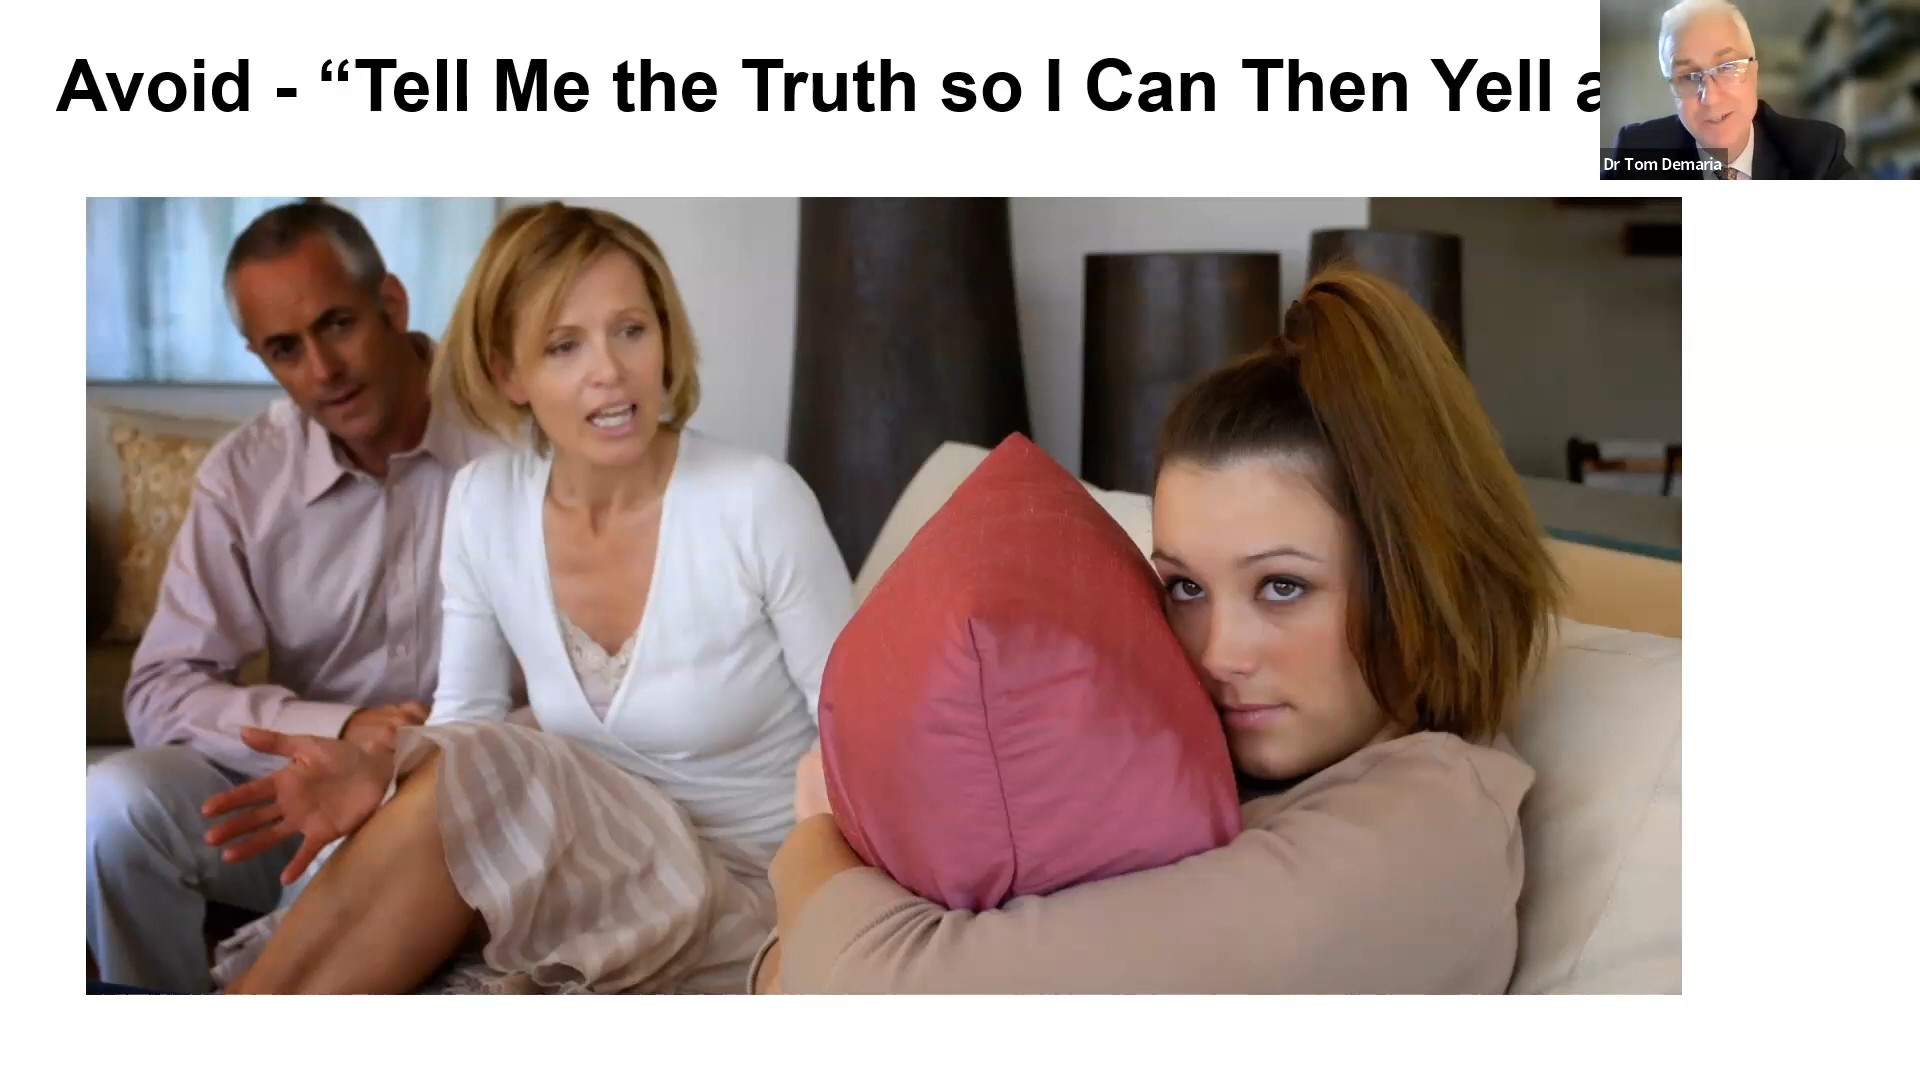 Avoid - “Tell Me the Truth so I Can Then Yell
Dr Tom Demaria